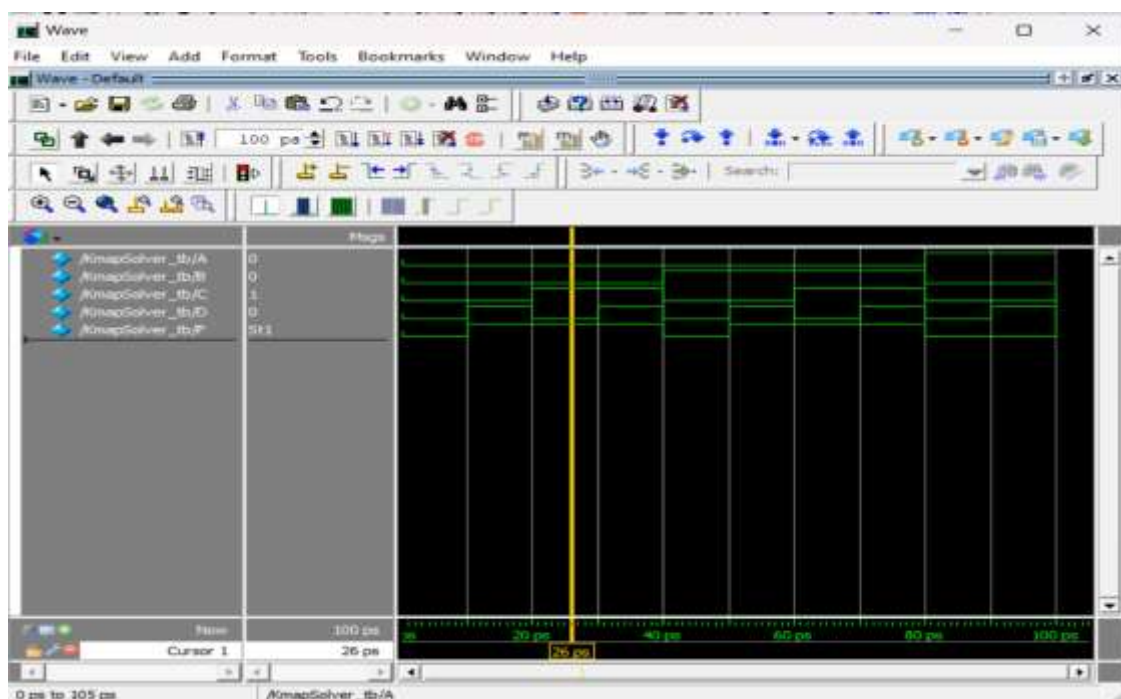 Wave
File Edit View Add Format Tools Bookmarks Window Help
Wave - Default
100 ps
Search:
Msgs
/KmapSolver_tb/A 0
/KmapSolver_tb/B 0
/KmapSolver_tb/C 1
/KmapSolver_tb/D 0
/KmapSolver_tb/F St1
Now 100 ps
ps 20 ps 40 ps 60 ps 80 ps 100 ps
Cursor 1 26 ps
26 ps
0 ps to 105 ps /KmapSolver_tb/A